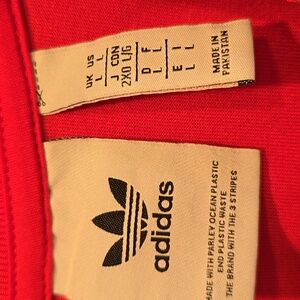 UK US
L L
J CDN
2XO L/G
D F
L L
E I
L L
MADE IN
PAKISTAN
adidas
MADE WITH PARLEY OCEAN PLASTIC
END PLASTIC WASTE
THE BRAND WITH THE 3 STRIPES